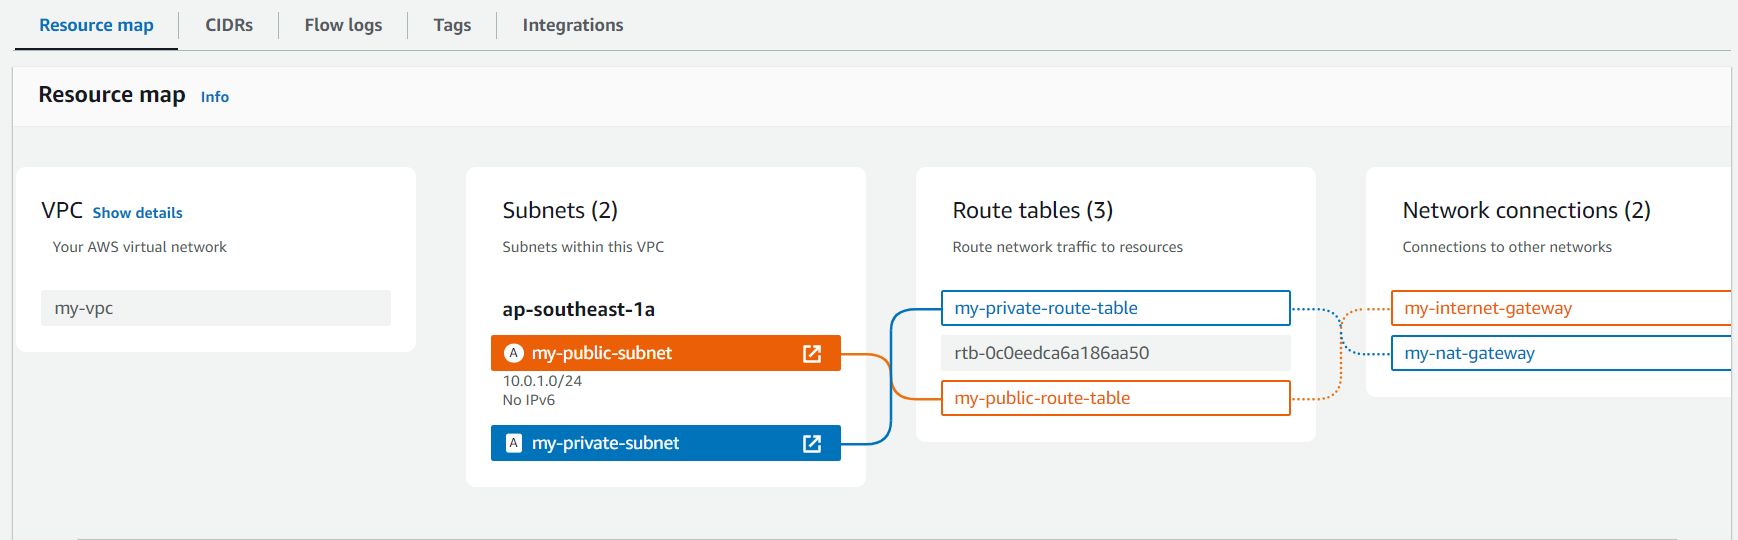 Resource map CIDRs Flow logs Tags Integrations
Resource map Info
VPC Show details
Your AWS virtual network
my-vpc
Subnets (2)
Subnets within this VPC
ap-southeast-1a
A my-public-subnet
10.0.1.0/24
No IPv6
A my-private-subnet
Route tables (3)
Route network traffic to resources
my-private-route-table
rtb-0c0eedca6a186aa50
my-public-route-table
Network connections (2)
Connections to other networks
my-internet-gateway
my-nat-gateway